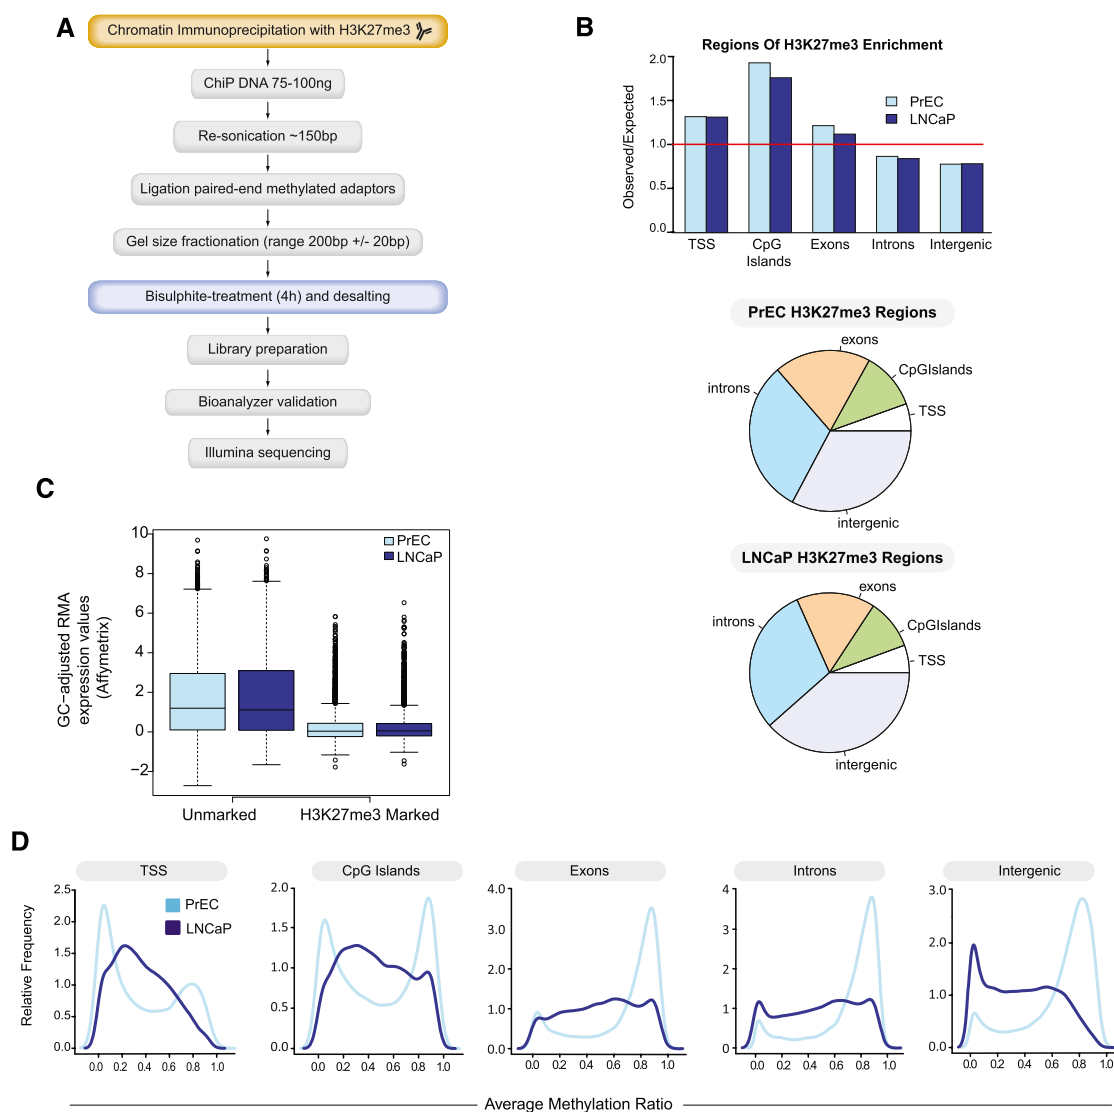 A
Chromatin Immunoprecipitation with H3K27me3
ChiP DNA 75-100ng
Re-sonication ~150bp
Ligation paired-end methylated adaptors
Gel size fractionation (range 200bp +/- 20bp)
Bisulphite-treatment (4h) and desalting
Library preparation
Bioanalyzer validation
Illumina sequencing
B
Regions Of H3K27me3 Enrichment
Observed/Expected
2.0
1.5
1.0
0.5
0.0
PrEC
LNCaP
TSS
CpG
Islands
Exons
Introns
Intergenic
PrEC H3K27me3 Regions
exons
CpGIslands
TSS
introns
intergenic
LNCaP H3K27me3 Regions
exons
CpGIslands
TSS
introns
intergenic
C
GC−adjusted RMA
expression values
(Affymetrix)
10
8
6
4
2
0
−2
PrEC
LNCaP
Unmarked
H3K27me3 Marked
D
Relative Frequency
TSS
2.5
2.0
1.5
1.0
0.5
0.0
PrEC
LNCaP
0.0 0.2 0.4 0.6 0.8 1.0
CpG Islands
2.0
1.5
1.0
0.5
0.0
0.0 0.2 0.4 0.6 0.8 1.0
Exons
4.0
3.0
2.0
1.0
0.0
0.0 0.2 0.4 0.6 0.8 1.0
Introns
4
3
2
1
0
0.0 0.2 0.4 0.6 0.8 1.0
Intergenic
3.0
2.0
1.0
0.0
0.0 0.2 0.4 0.6 0.8 1.0
Average Methylation Ratio